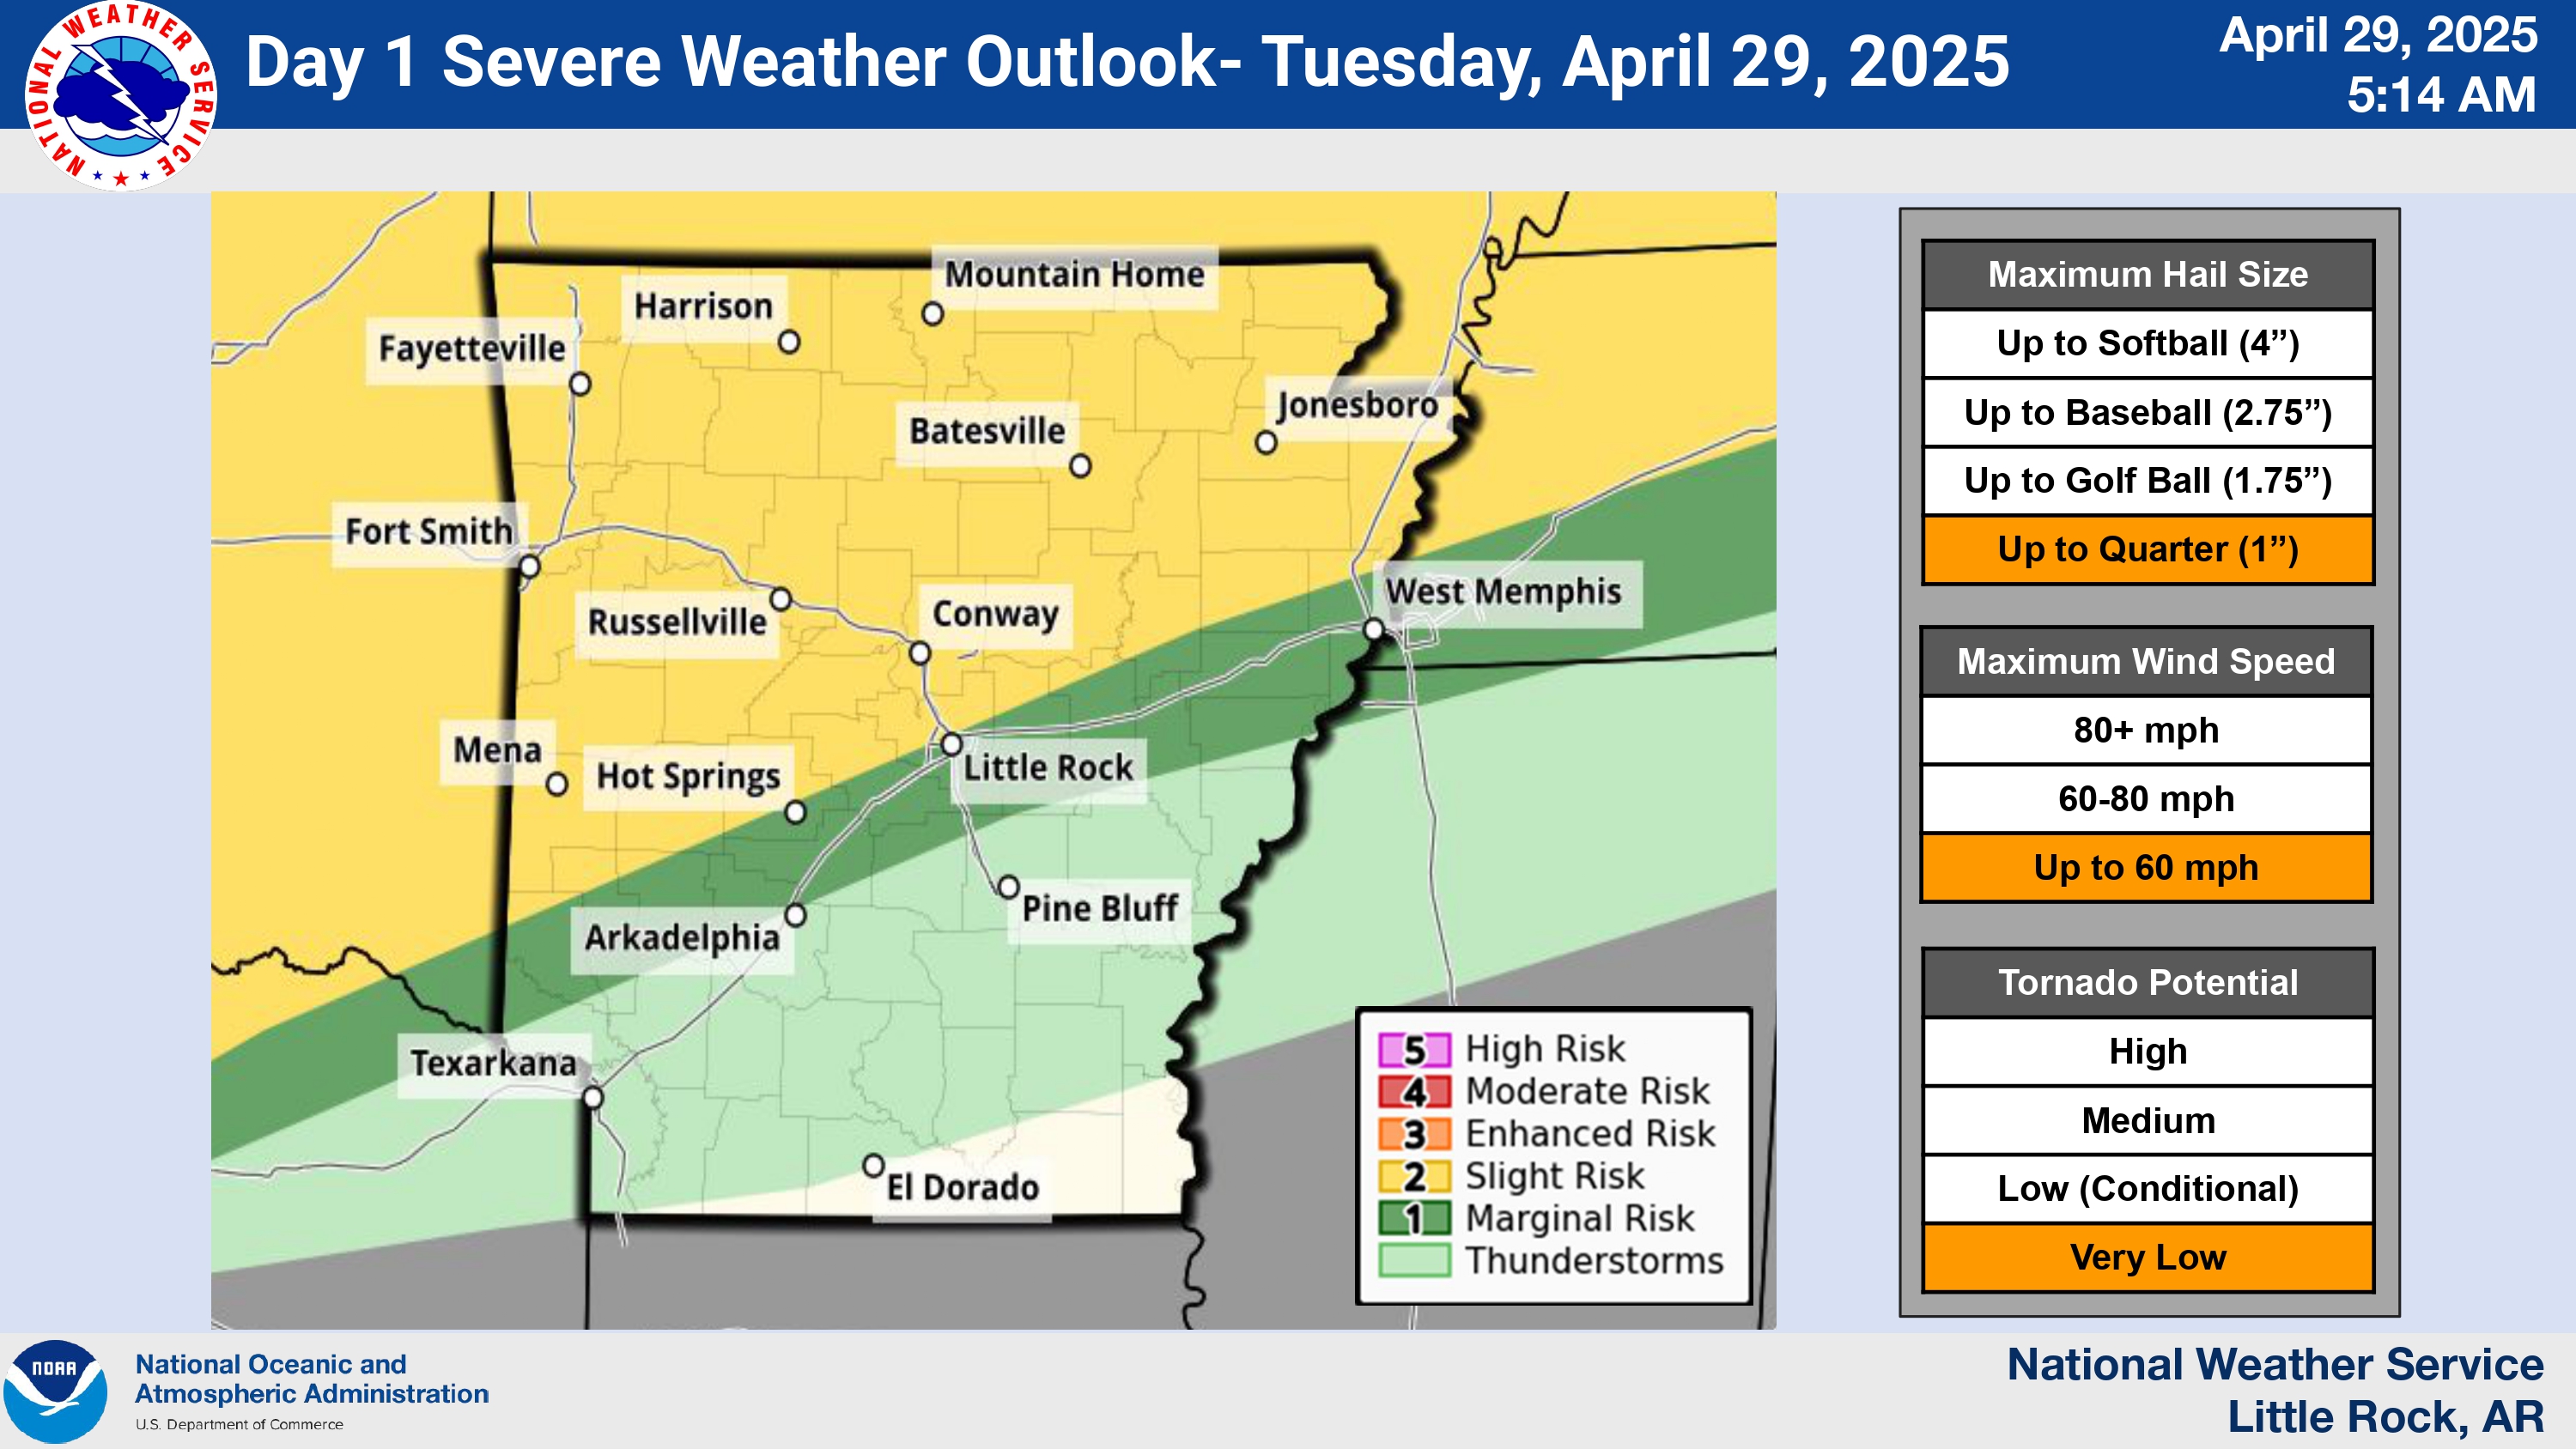 NATIONAL WEATHER SERVICE
Day 1 Severe Weather Outlook- Tuesday, April 29, 2025
April 29, 2025
5:14 AM
Mountain Home
Harrison
Fayetteville
Jonesboro
Batesville
Fort Smith
West Memphis
Russellville
Conway
Mena
Hot Springs
Little Rock
Pine Bluff
Arkadelphia
Texarkana
El Dorado
5 High Risk
4 Moderate Risk
3 Enhanced Risk
2 Slight Risk
1 Marginal Risk
Thunderstorms
Maximum Hail Size
Up to Softball (4”)
Up to Baseball (2.75”)
Up to Golf Ball (1.75”)
Up to Quarter (1”)
Maximum Wind Speed
80+ mph
60-80 mph
Up to 60 mph
Tornado Potential
High
Medium
Low (Conditional)
Very Low
NOAA
National Oceanic and
Atmospheric Administration
U.S. Department of Commerce
National Weather Service
Little Rock, AR